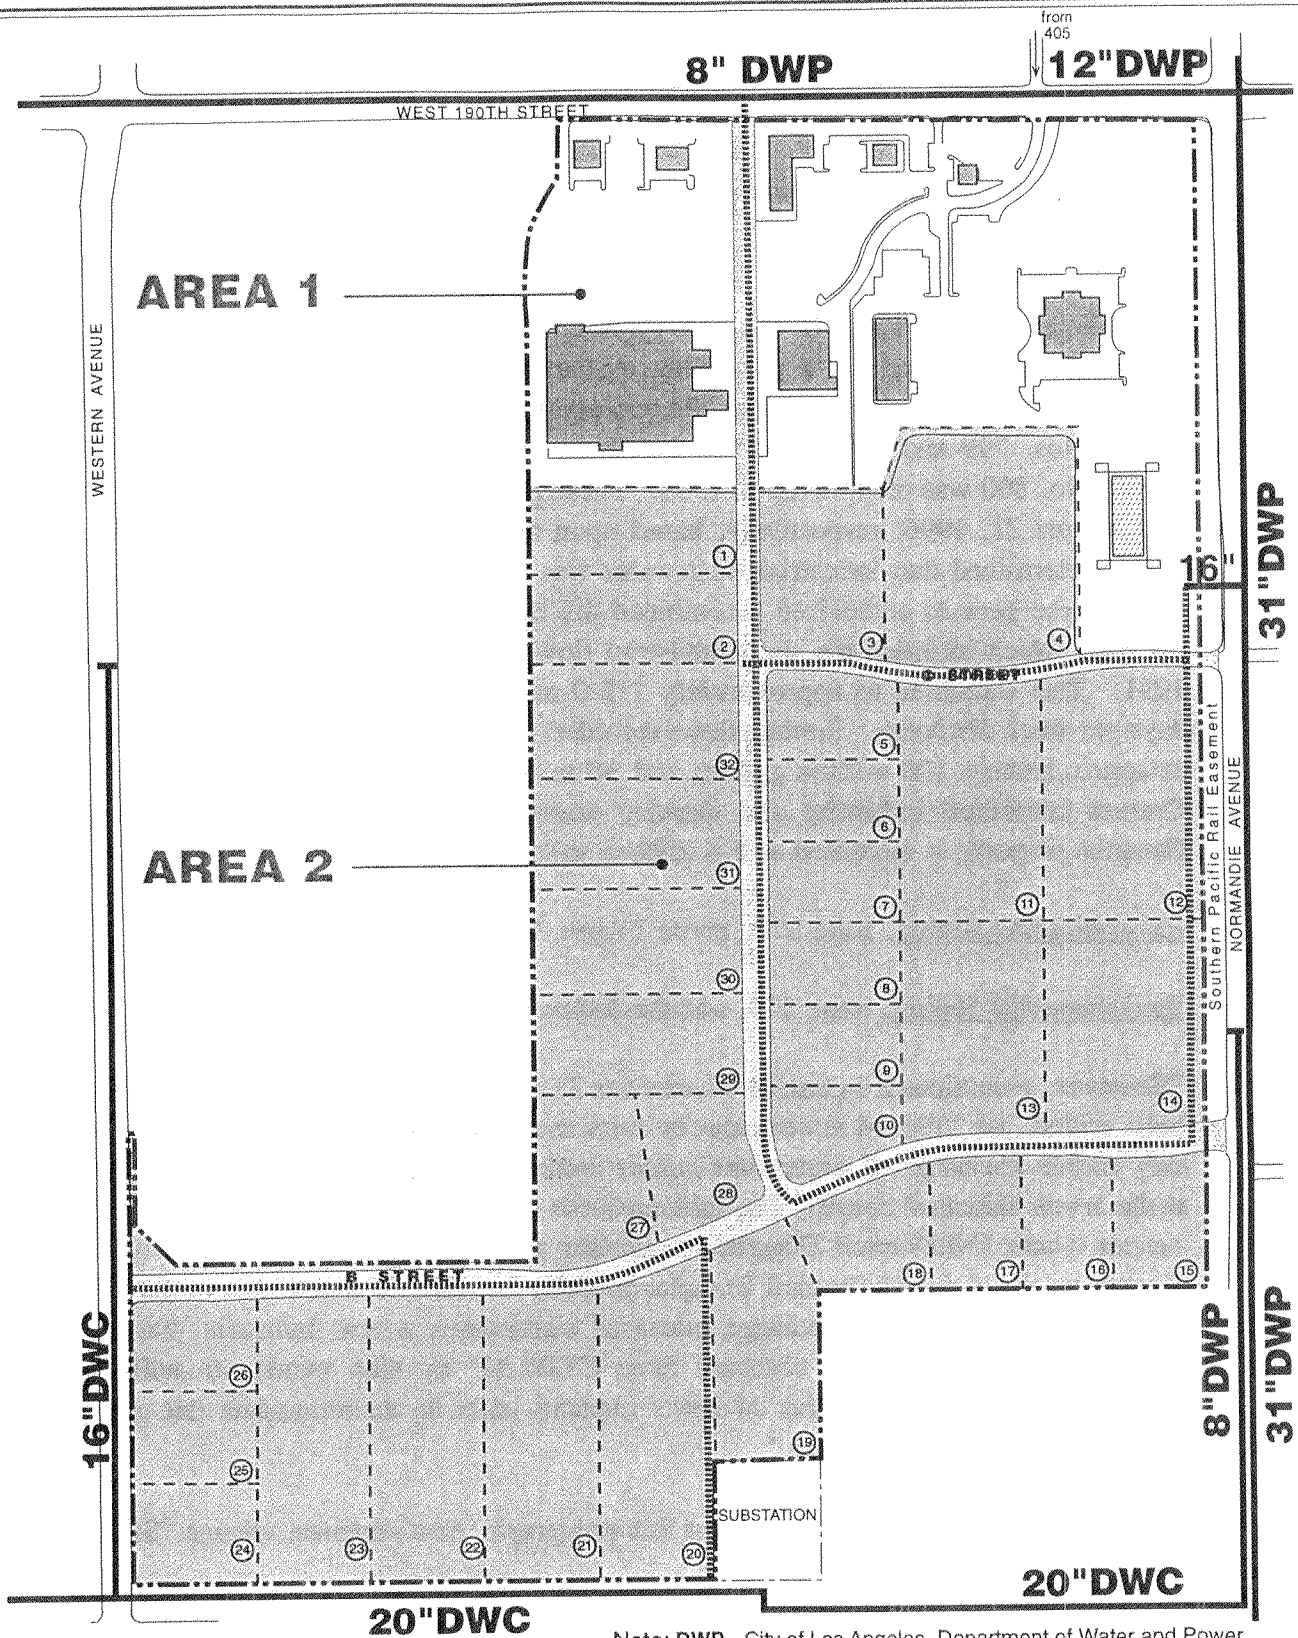 from
405
8" DWP
12"DWP
WEST 190TH STREET
AREA 1
WESTERN AVENUE
31"DWP
1
16"
2
3
4
C STREET
5
32
6
AREA 2
31
7
11
12
Southern Pacific Rail Easement
NORMANDIE AVENUE
8
30
9
29
10
13
14
28
27
18
17
16
15
B STREET
16"DWC
8"DWP
31"DWP
26
25
19
SUBSTATION
24
23
22
21
20
20"DWC
20"DWC
Note: DWP City of Los Angeles, Department of Water and Power